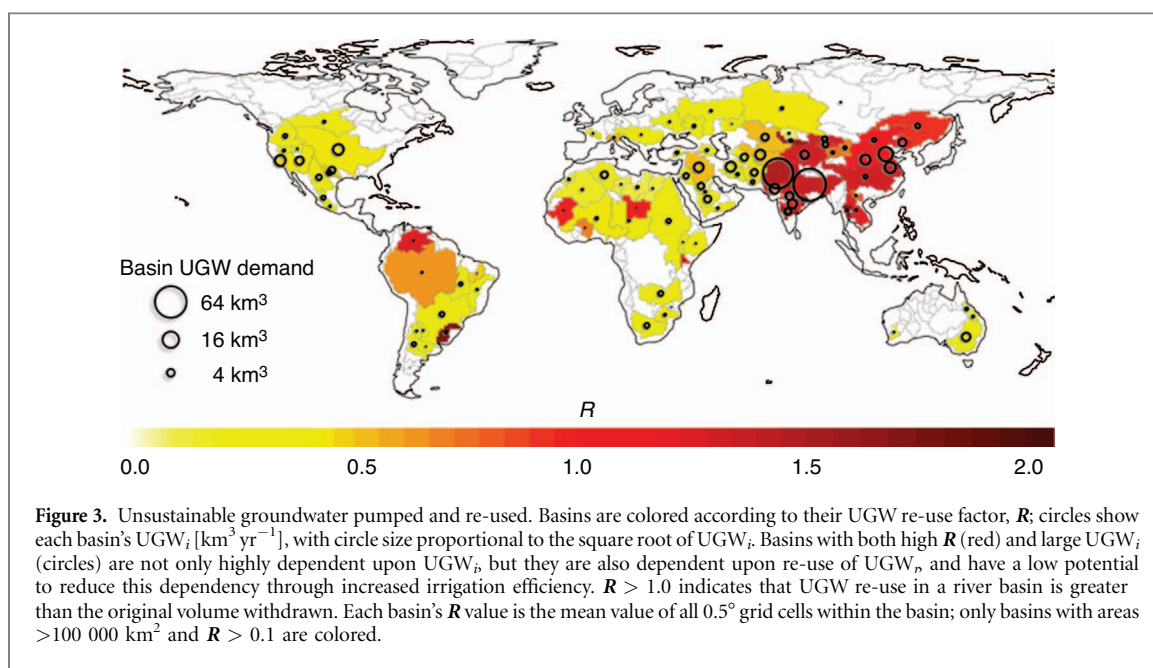 Basin UGW demand
64 km³
16 km³
4 km³
R
0.0 0.5 1.0 1.5 2.0
Figure 3. Unsustainable groundwater pumped and re-used. Basins are colored according to their UGW re-use factor, R; circles show
each basin's UGWᵢ [km³ yr⁻¹], with circle size proportional to the square root of UGWᵢ. Basins with both high R (red) and large UGWᵢ
(circles) are not only highly dependent upon UGWᵢ, but they are also dependent upon re-use of UGWᵣ, and have a low potential
to reduce this dependency through increased irrigation efficiency. R > 1.0 indicates that UGW re-use in a river basin is greater
than the original volume withdrawn. Each basin's R value is the mean value of all 0.5° grid cells within the basin; only basins with areas
>100 000 km² and R > 0.1 are colored.